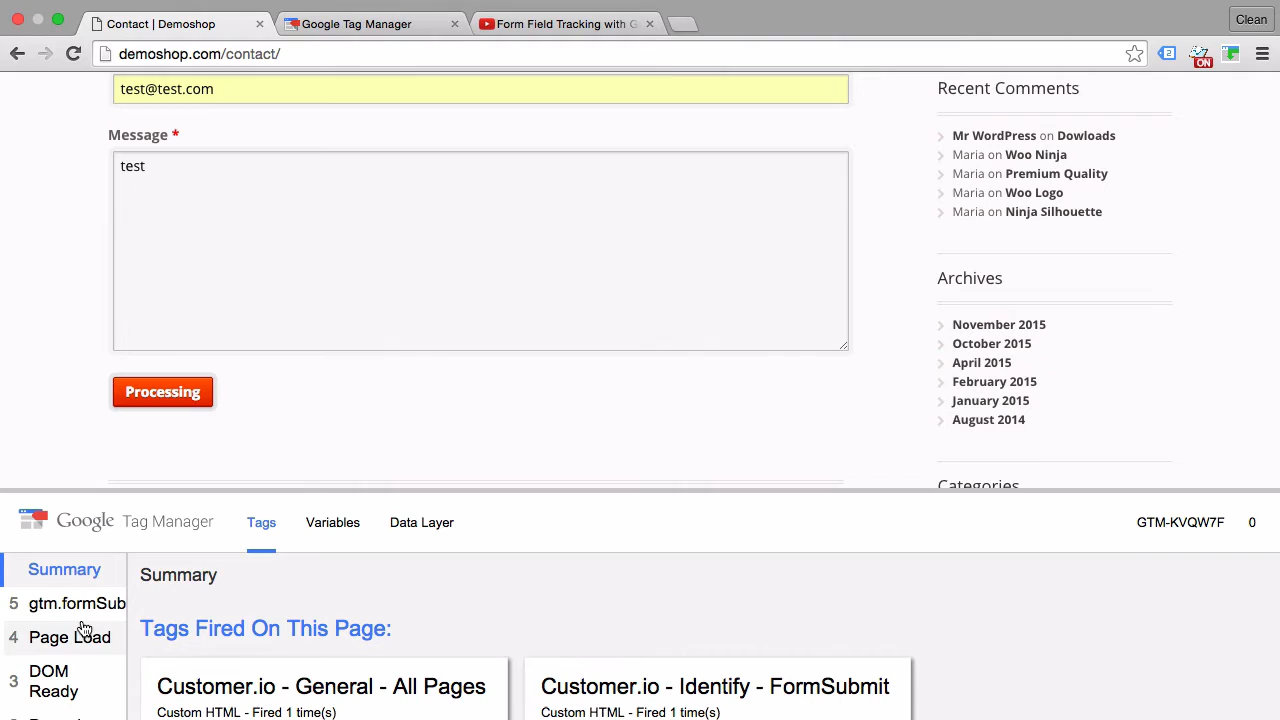 Contact | Demoshop
Google Tag Manager
Form Field Tracking with G
Clean
demoshop.com/contact/
2
ON
test@test.com
Message *
test
Processing
Recent Comments
Mr WordPress on Dowloads
Maria on Woo Ninja
Maria on Premium Quality
Maria on Woo Logo
Maria on Ninja Silhouette
Archives
November 2015
October 2015
April 2015
February 2015
January 2015
August 2014
Categories
Google Tag Manager
Tags
Variables
Data Layer
GTM-KVQW7F
0
Summary
5 gtm.formSub
4 Page Load
3 DOM
Ready
Summary
Tags Fired On This Page:
Customer.io - General - All Pages
Custom HTML - Fired 1 time(s)
Customer.io - Identify - FormSubmit
Custom HTML - Fired 1 time(s)